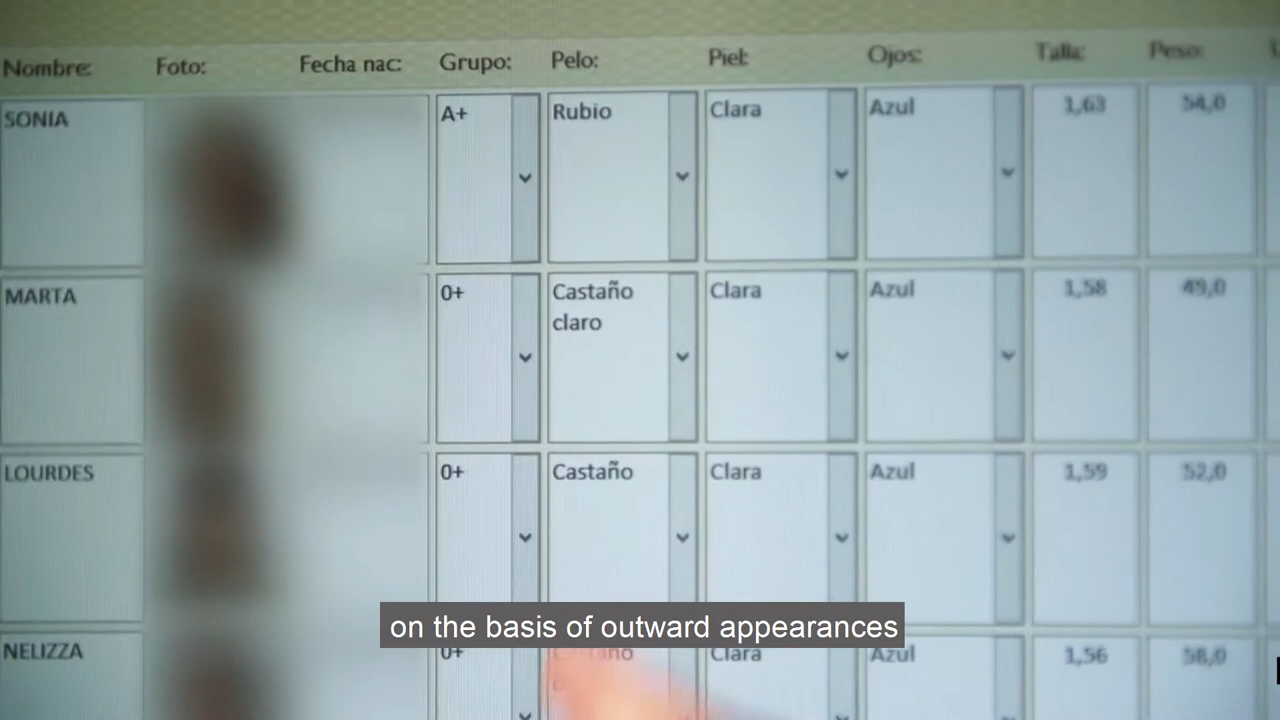 Nombre: Foto: Fecha nac: Grupo: Pelo: Piel: Ojos: Talla: Peso:
SONIA A+ Rubio Clara Azul 1,63 54,0
MARTA 0+ Castaño claro Clara Azul 1,58 49,0
LOURDES 0+ Castaño Clara Azul 1,59 52,0
on the basis of outward appearances
NELIZZA 0+ Castaño Clara Azul 1,56 58,0